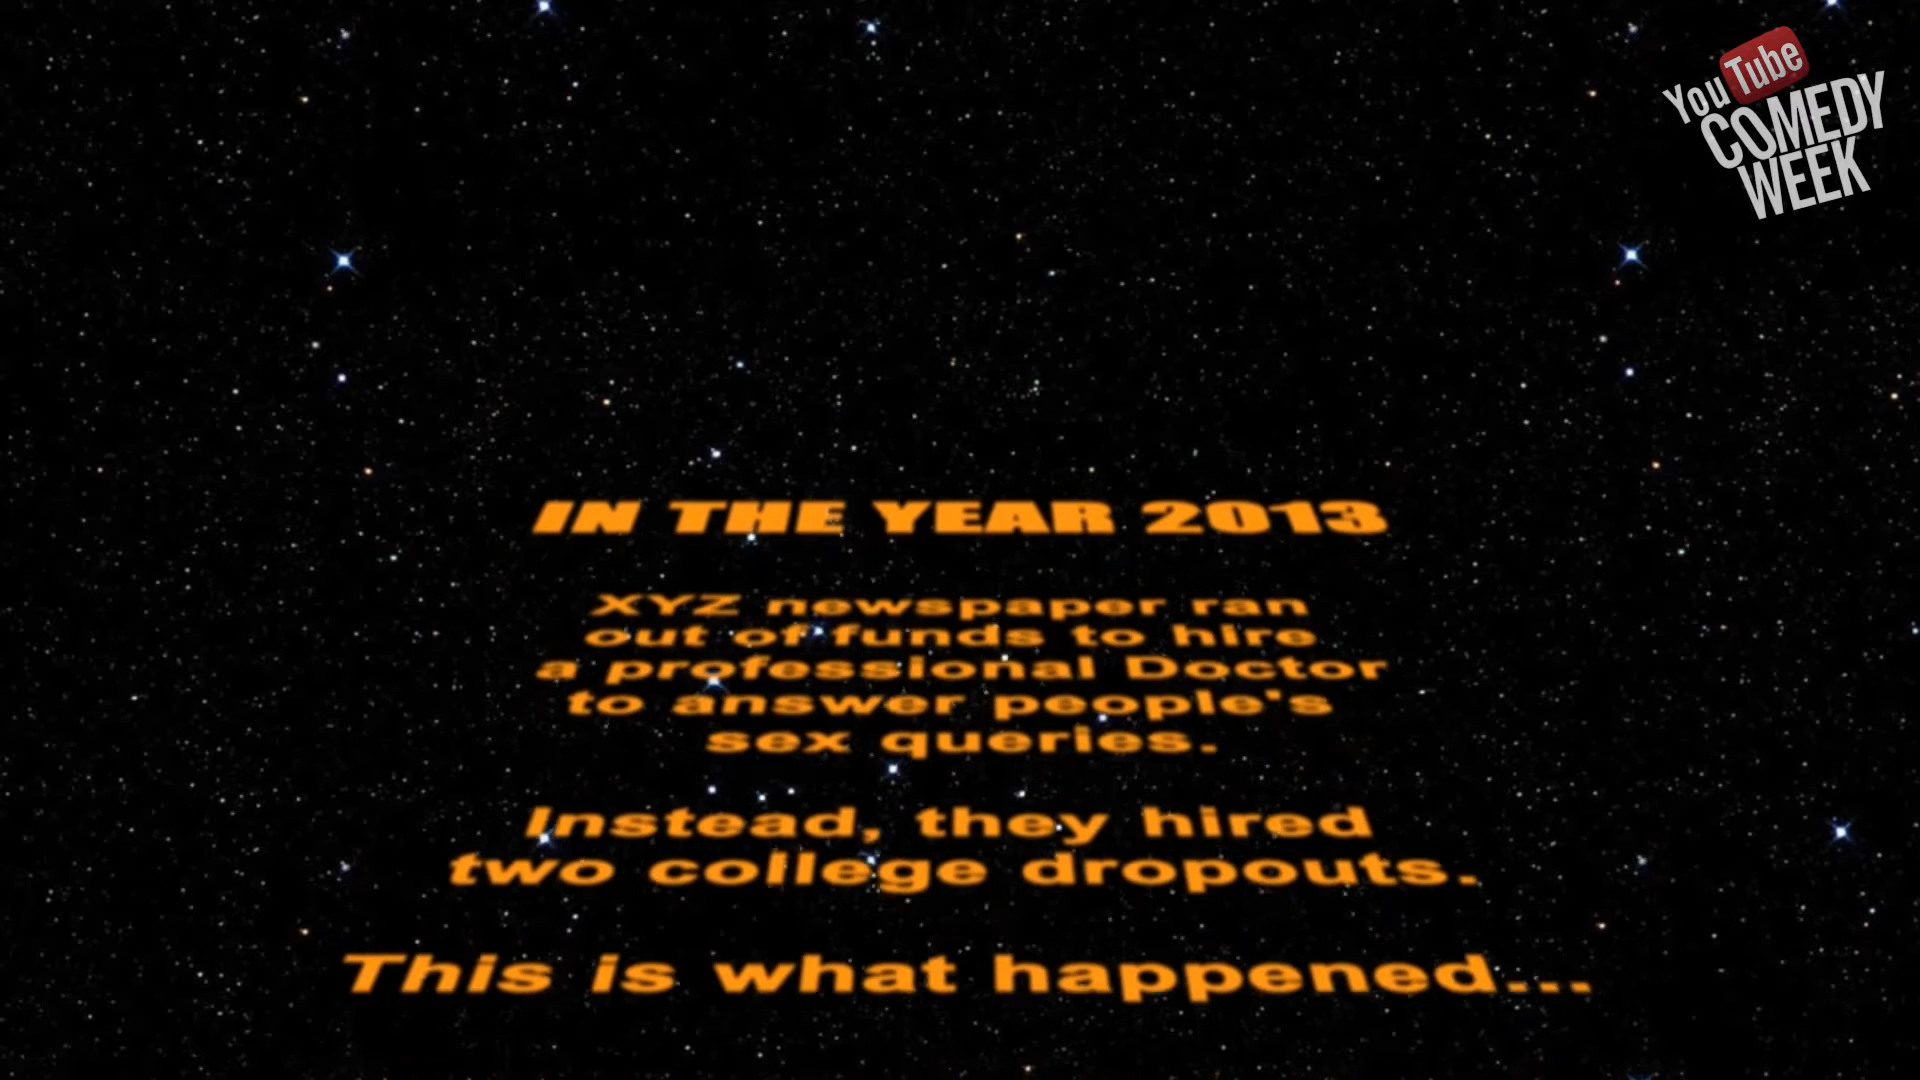 YouTube
COMEDY
WEEK
IN THE YEAR 2013
XYZ newspaper ran
out of funds to hire
a professional Doctor
to answer people's
sex queries.
Instead, they hired
two college dropouts.
This is what happened...